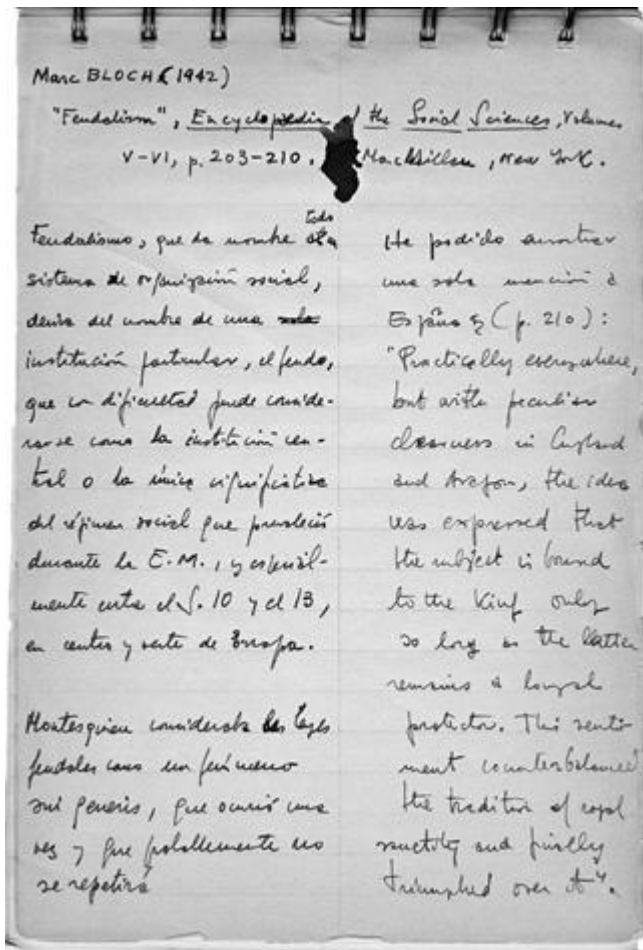 Marc BLOCH (1942)
"Feudalism", Encyclopædia of the Social Sciences, Volumes
V-VI, p. 203-210. MacMillan, New York.
Feudalismo, que da nombre a todo
sistema de organización social,
deriva del nombre de una
institución particular, el feudo,
que con dificultad puede conside-
rarse como la institución cen-
tral o la única significativa
del régimen social que prevaleció
durante la E.M., y especial-
mente entre el S. 10 y el 13,
en centro y oeste de Europa.
Montesquieu consideraba las leyes
feudales como un fenómeno
sui generis, que ocurrió una
vez y que probablemente no
se repetirá
He podido encontrar
una sola mención a
España (p. 210):
"Practically everywhere,
but with peculiar
clearness in England
and Aragon, the idea
was expressed that
the subject is bound
to the King only
so long as the latter
remains a loyal
protector. This senti-
ment counterbalanced
the tradition of royal
sanctity and finally
triumphed over it".